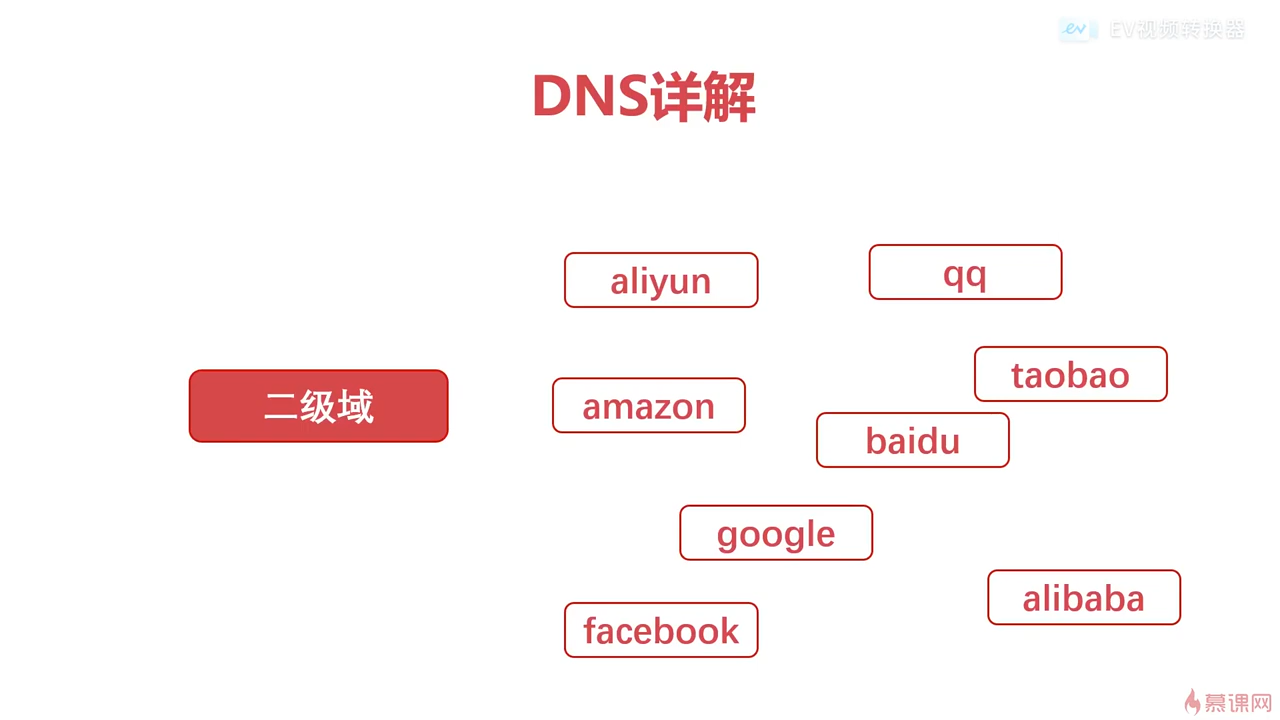 ev EV视频转换器
DNS详解
aliyun
qq
taobao
二级域
amazon
baidu
google
alibaba
facebook
慕课网